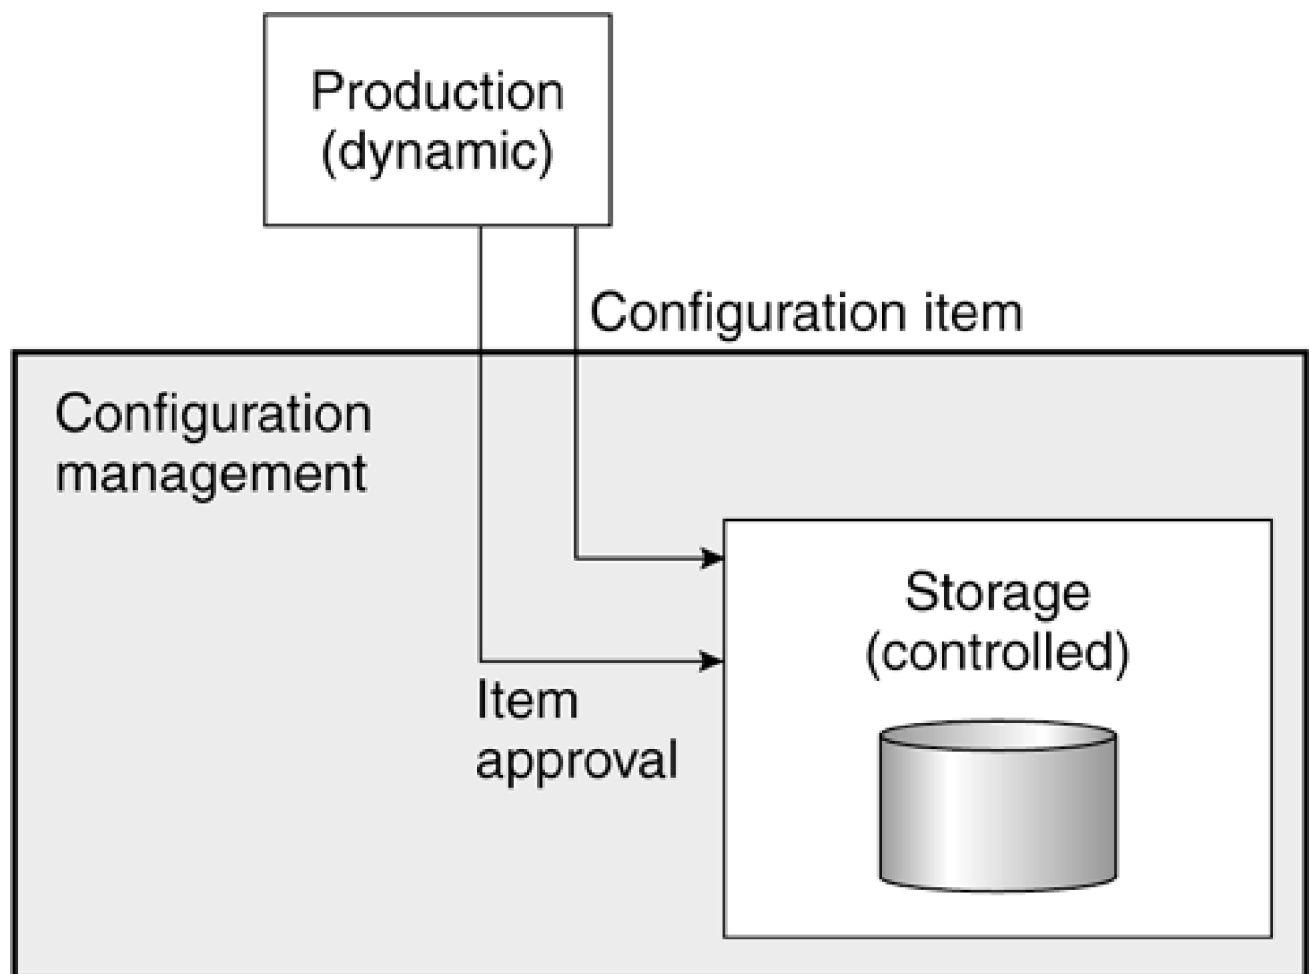 Production
(dynamic)
Configuration item
Configuration
management
Storage
(controlled)
Item
approval